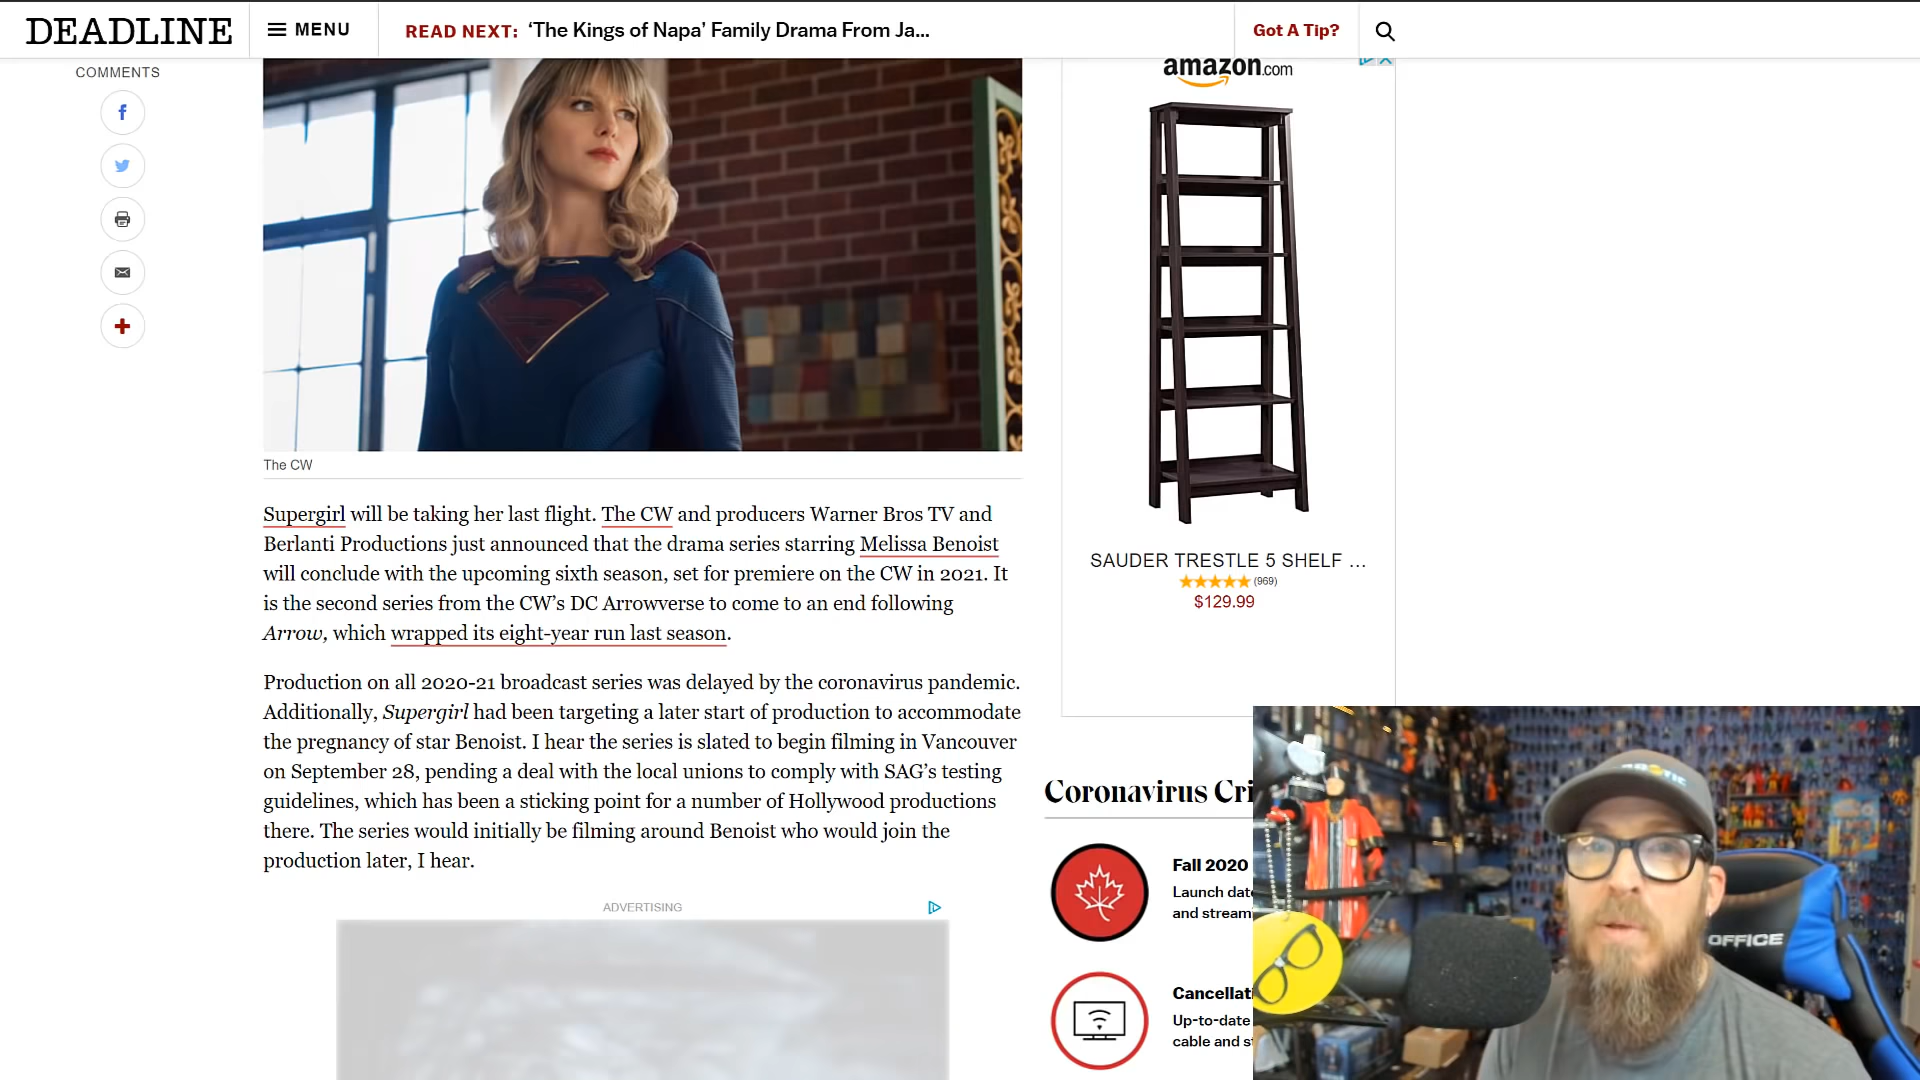 DEADLINE
MENU
READ NEXT: ‘The Kings of Napa’ Family Drama From Ja...
Got A Tip?
COMMENTS
amazon.com
The CW
Supergirl will be taking her last flight. The CW and producers Warner Bros TV and
Berlanti Productions just announced that the drama series starring Melissa Benoist
will conclude with the upcoming sixth season, set for premiere on the CW in 2021. It
is the second series from the CW’s DC Arrowverse to come to an end following
Arrow, which wrapped its eight-year run last season.
Production on all 2020-21 broadcast series was delayed by the coronavirus pandemic.
Additionally, Supergirl had been targeting a later start of production to accommodate
the pregnancy of star Benoist. I hear the series is slated to begin filming in Vancouver
on September 28, pending a deal with the local unions to comply with SAG’s testing
guidelines, which has been a sticking point for a number of Hollywood productions
there. The series would initially be filming around Benoist who would join the
production later, I hear.
ADVERTISING
SAUDER TRESTLE 5 SHELF ...
(969)
$129.99
Coronavirus Cri
Fall 2020
Launch dat
and stream
Cancellat
Up-to-date
cable and s
OFFICE